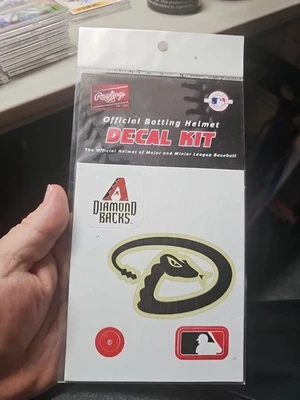 Rawlings
Official Batting Helmet
DECAL KIT
The Official Helmet of Major and Minor League Baseball
A
DIAMOND
BACKS